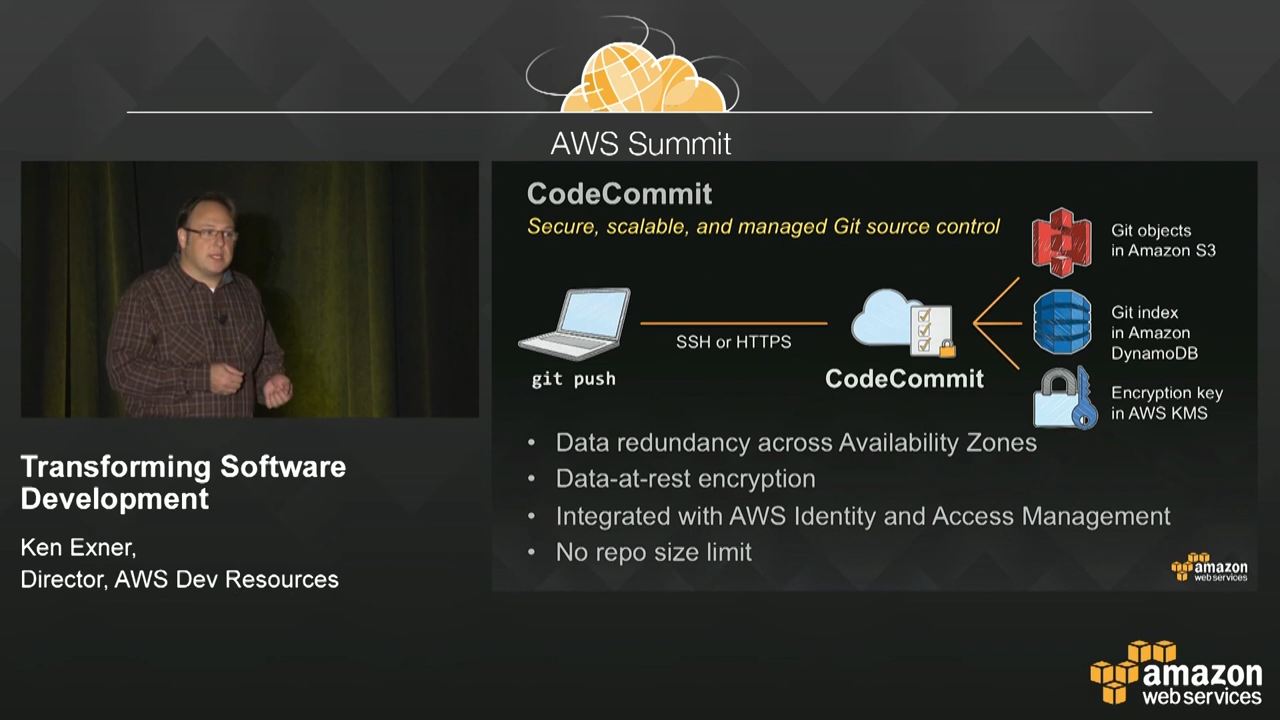 AWS Summit
CodeCommit
Secure, scalable, and managed Git source control
Git objects
in Amazon S3
Git index
in Amazon
DynamoDB
Encryption key
in AWS KMS
SSH or HTTPS
git push
CodeCommit
• Data redundancy across Availability Zones
• Data-at-rest encryption
• Integrated with AWS Identity and Access Management
• No repo size limit
amazon
web services
Transforming Software
Development
Ken Exner,
Director, AWS Dev Resources
amazon
web services